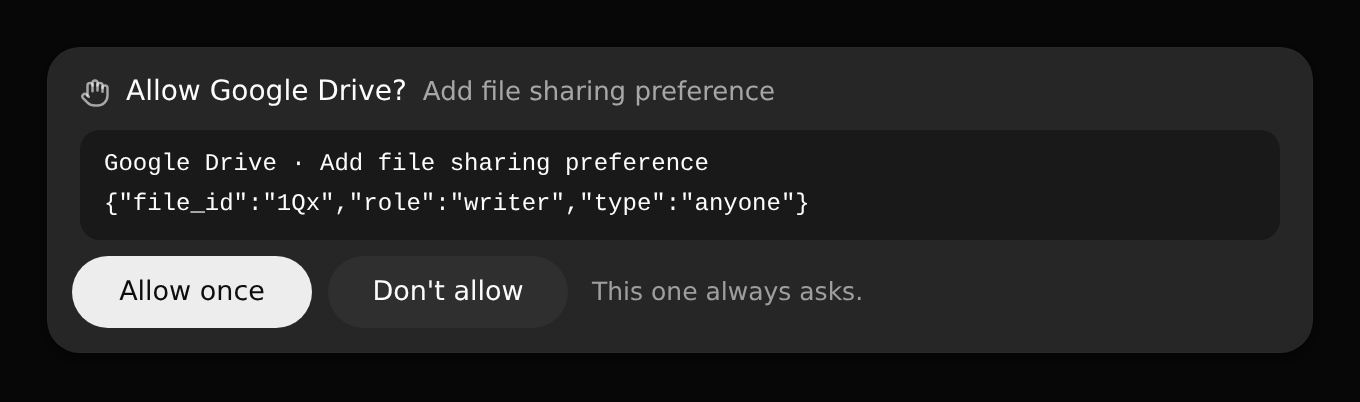 Allow Google Drive? Add file sharing preference
Google Drive · Add file sharing preference
{"file_id":"1Qx","role":"writer","type":"anyone"}
Allow once Don't allow This one always asks.